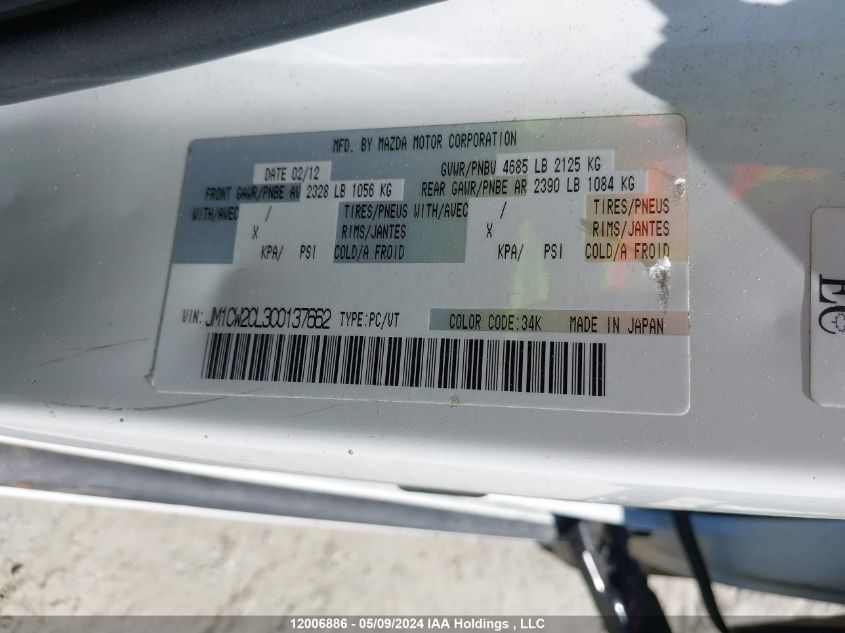 MFD. BY MAZDA MOTOR CORPORATION
DATE 02/12 GVWR/PNBV 4685 LB 2125 KG
FRONT GAWR/PNBE AV 2328 LB 1056 KG REAR GAWR/PNBE AR 2390 LB 1084 KG
WITH/AVEC / TIRES/PNEUS WITH/AVEC / TIRES/PNEUS
X RIMS/JANTES X RIMS/JANTES
KPA/ PSI COLD/A FROID KPA/ PSI COLD/A FROID
VIN: JM1CW2CL3C0137662 TYPE:PC/VT COLOR CODE:34K MADE IN JAPAN
EC
12006886 - 05/09/2024 IAA Holdings , LLC